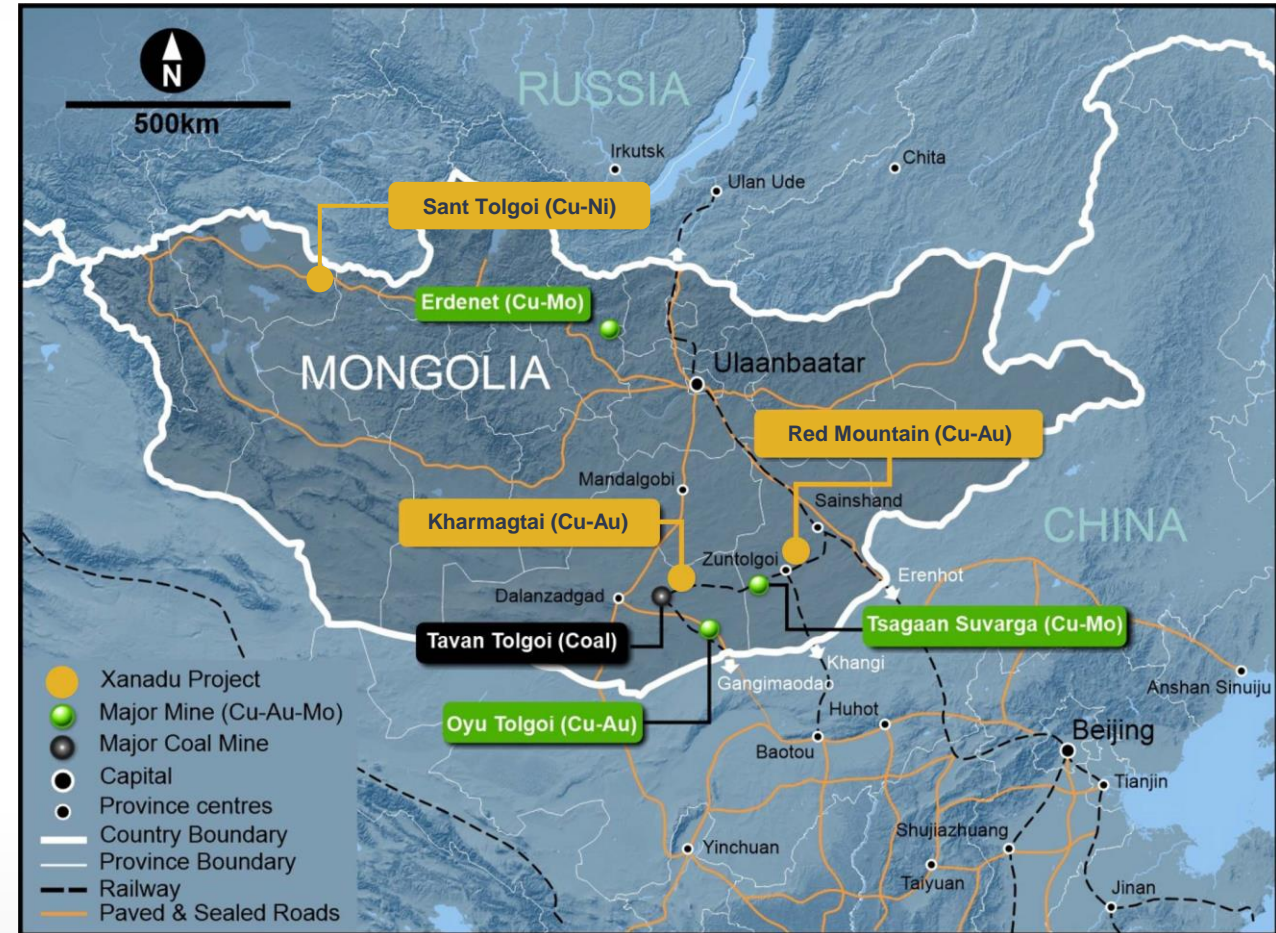 N
500km
RUSSIA
Irkutsk
Chita
Ulan Ude
Sant Tolgoi (Cu-Ni)
Erdenet (Cu-Mo)
MONGOLIA
Ulaanbaatar
Red Mountain (Cu-Au)
Mandalgobi
Sainshand
Kharmagtai (Cu-Au)
CHINA
Zuntolgoi
Erenhot
Dalanzadgad
Tsagaan Suvarga (Cu-Mo)
Tavan Tolgoi (Coal)
Khangi
Gangimaodao
Anshan Sinuiju
Oyu Tolgoi (Cu-Au)
Huhot
Baotou
Beijing
Tianjin
Shujiazhuang
Yinchuan
Taiyuan
Jinan
Xanadu Project
Major Mine (Cu-Au-Mo)
Major Coal Mine
Capital
Province centres
Country Boundary
Province Boundary
Railway
Paved & Sealed Roads